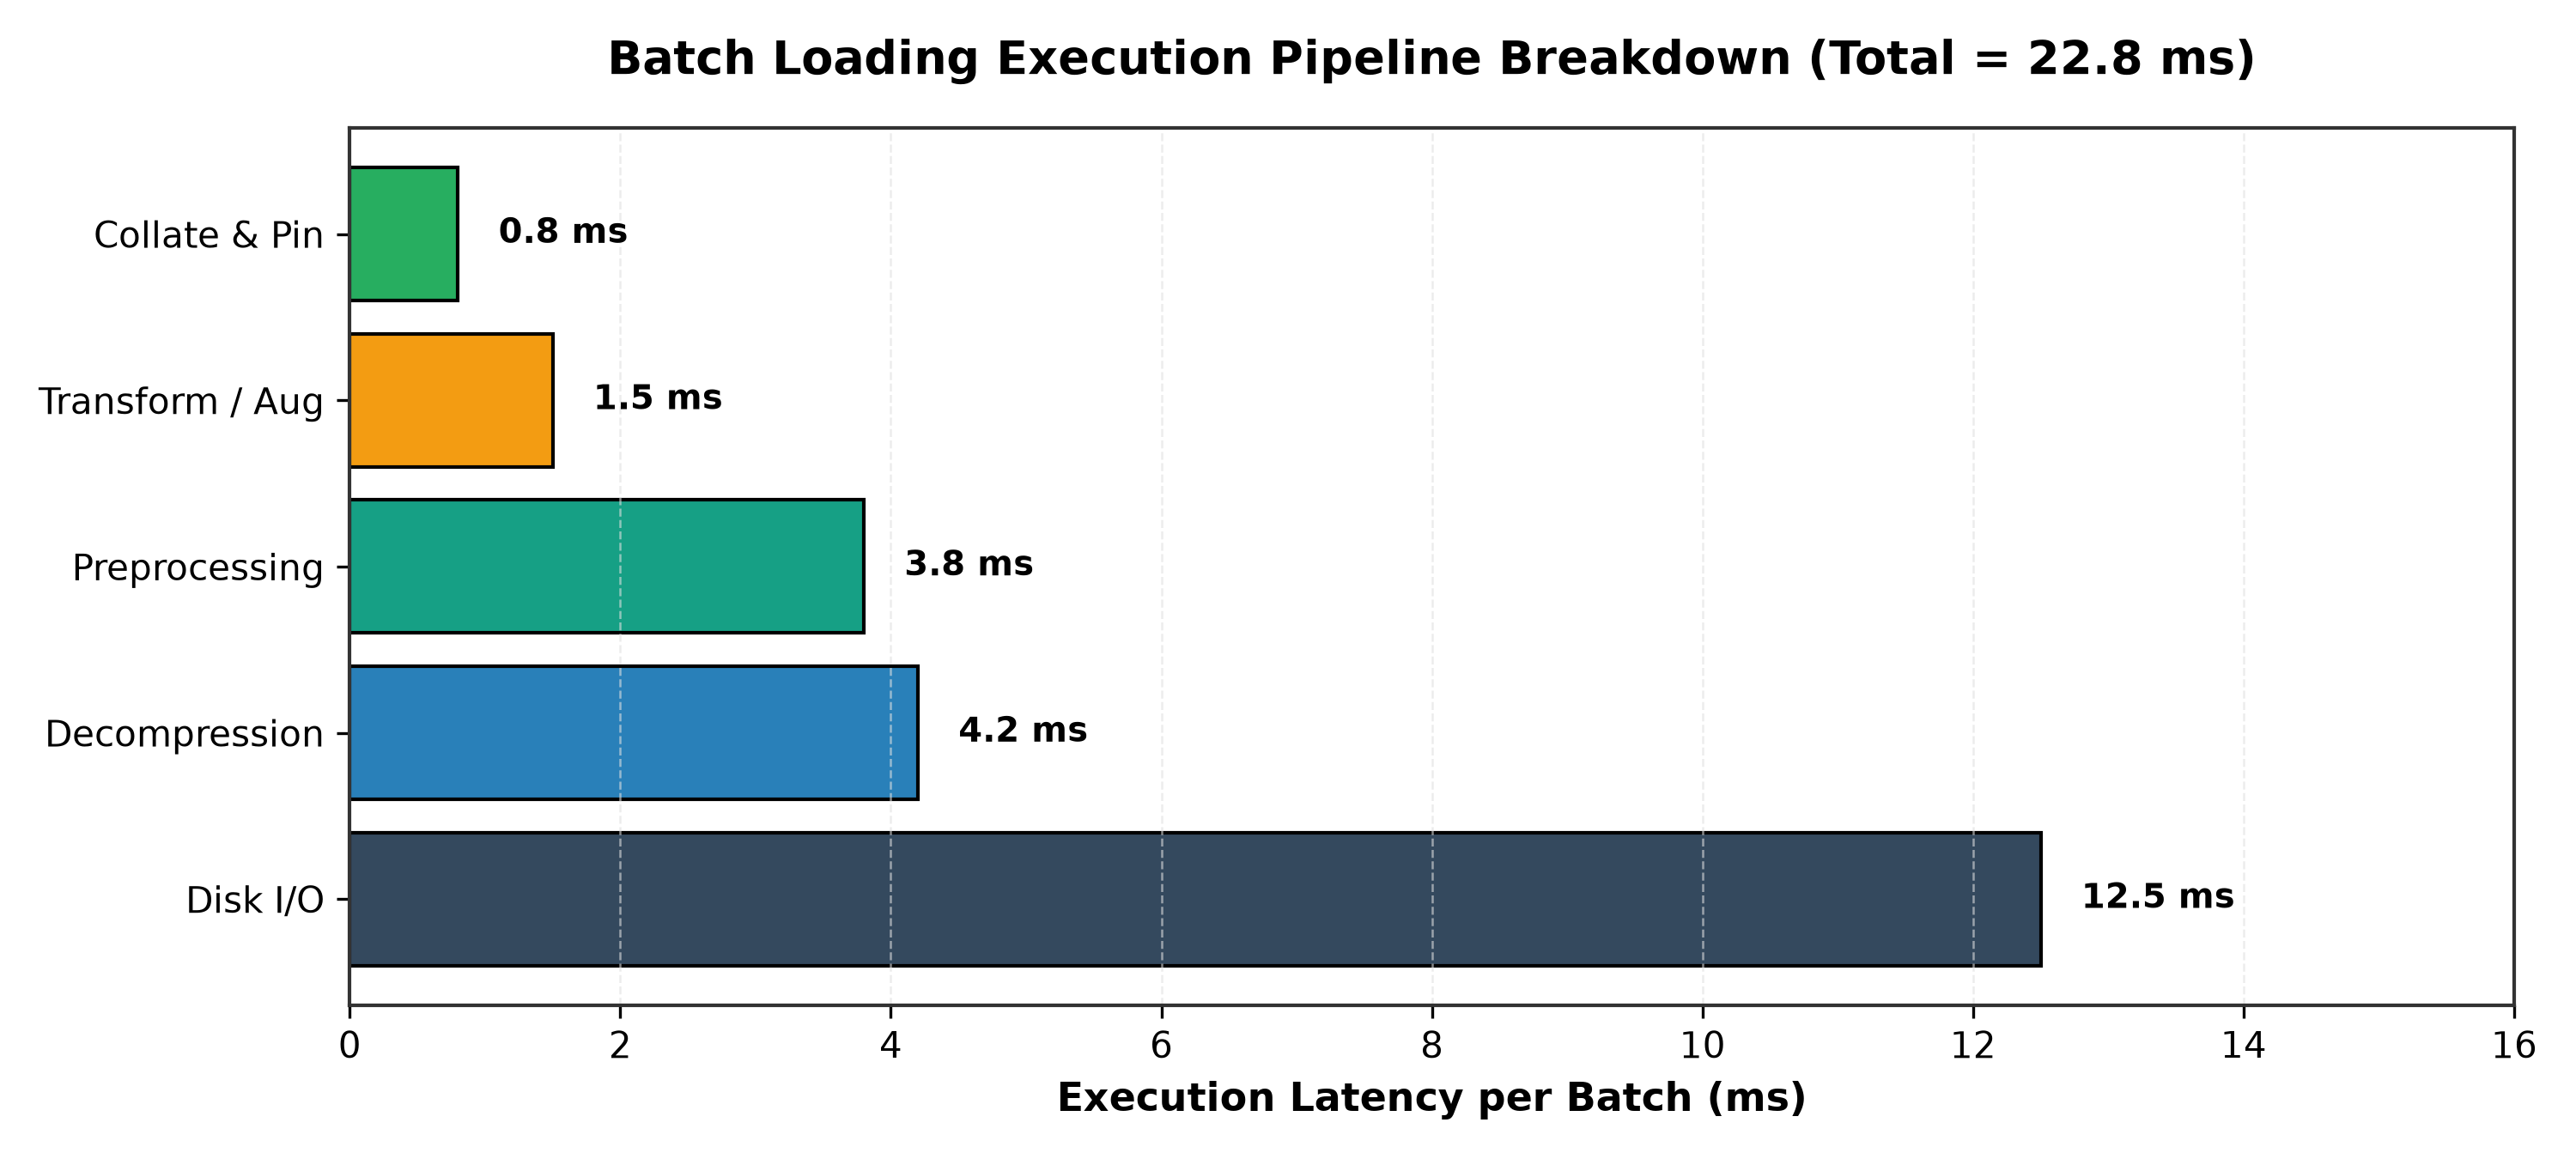 Batch Loading Execution Pipeline Breakdown (Total = 22.8 ms)
Collate & Pin
0.8 ms
Transform / Aug
1.5 ms
Preprocessing
3.8 ms
Decompression
4.2 ms
Disk I/O
12.5 ms
0 2 4 6 8 10 12 14 16
Execution Latency per Batch (ms)